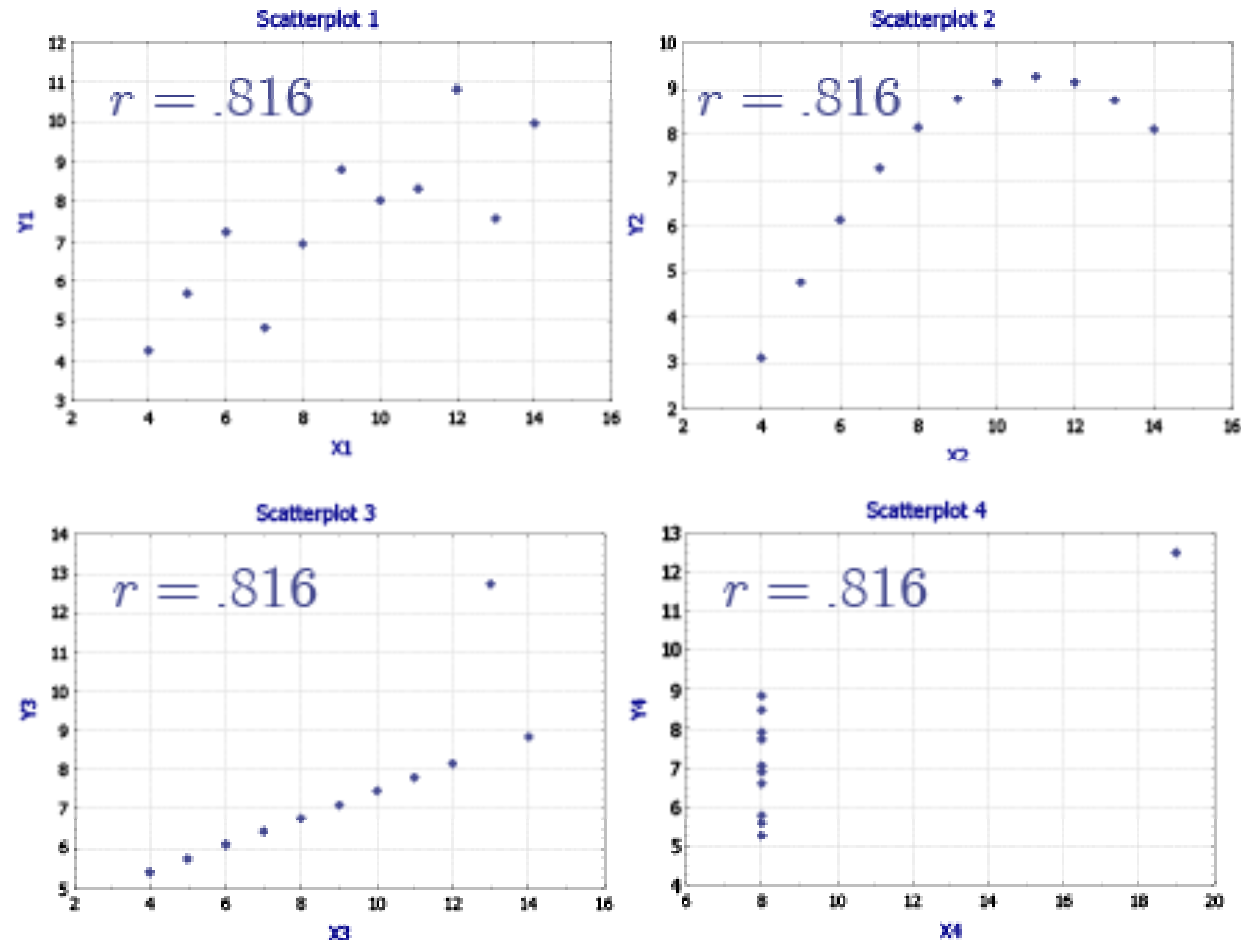 Scatterplot 1
12
11
10
9
8
7
6
5
4
3
r = .816
Y1
2 4 6 8 10 12 14 16
X1
Scatterplot 2
10
9
8
7
6
5
4
3
2
r = .816
Y2
2 4 6 8 10 12 14 16
X2
Scatterplot 3
14
13
12
11
10
9
8
7
6
5
r = .816
Y3
2 4 6 8 10 12 14 16
X3
Scatterplot 4
13
12
11
10
9
8
7
6
5
4
r = .816
Y4
6 8 10 12 14 16 18 20
X4